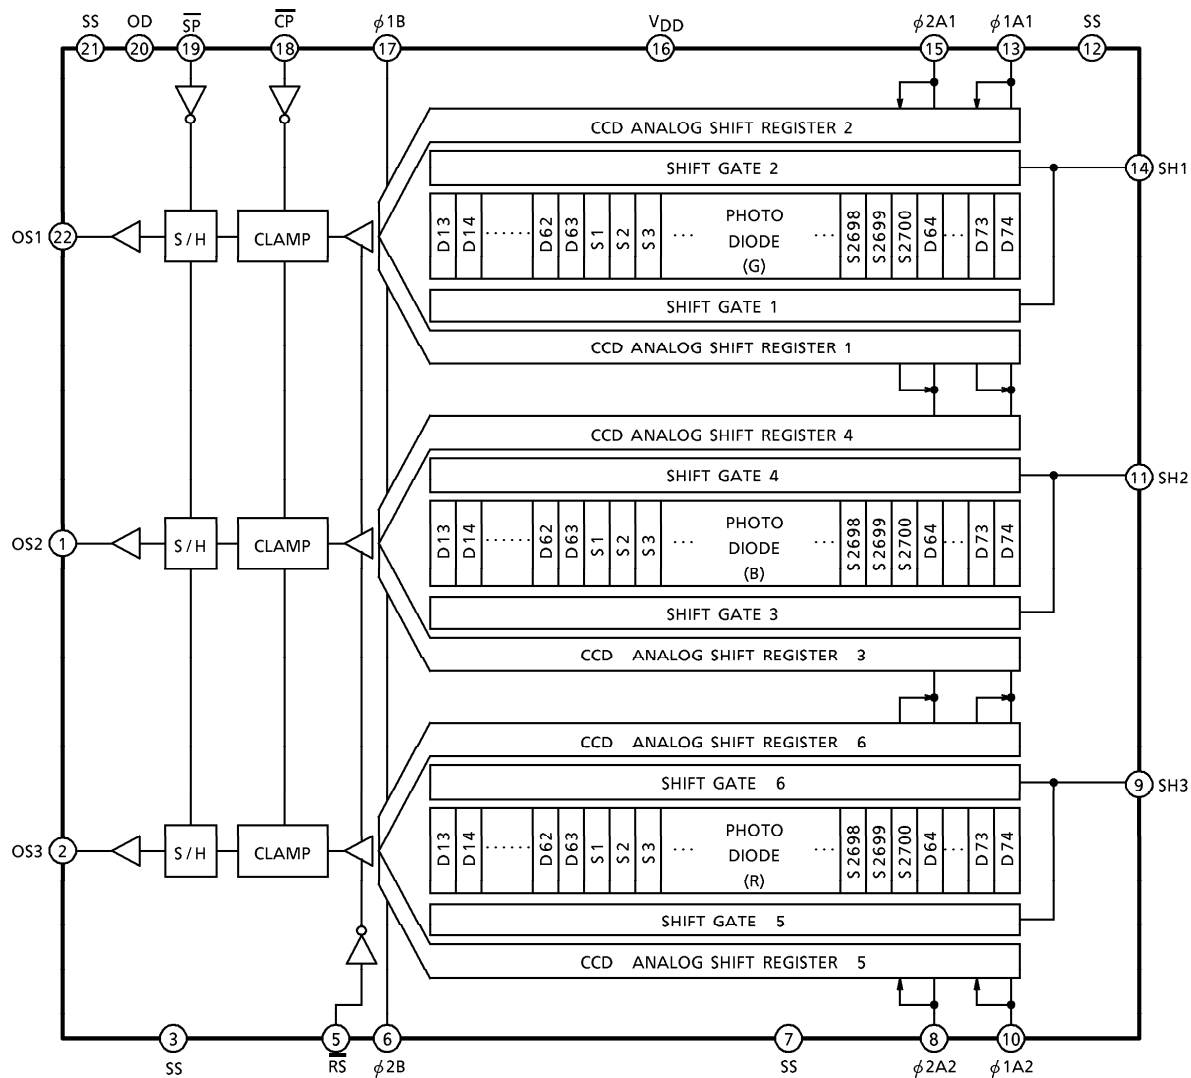 SS OD S̅P̅ C̅P̅ ϕ1B VDD ϕ2A1 ϕ1A1 SS
21 20 19 18 17 16 15 13 12
CCD ANALOG SHIFT REGISTER 2
SHIFT GATE 2
14 SH1
OS1 22 S/H CLAMP
D13 D14 ...... D62 D63 S1 S2 S3 ... PHOTO DIODE (G) ... S2698 S2699 S2700 D64 ... D73 D74
SHIFT GATE 1
CCD ANALOG SHIFT REGISTER 1
CCD ANALOG SHIFT REGISTER 4
SHIFT GATE 4
11 SH2
OS2 1 S/H CLAMP
D13 D14 ...... D62 D63 S1 S2 S3 ... PHOTO DIODE (B) ... S2698 S2699 S2700 D64 ... D73 D74
SHIFT GATE 3
CCD ANALOG SHIFT REGISTER 3
CCD ANALOG SHIFT REGISTER 6
SHIFT GATE 6
9 SH3
OS3 2 S/H CLAMP
D13 D14 ...... D62 D63 S1 S2 S3 ... PHOTO DIODE (R) ... S2698 S2699 S2700 D64 ... D73 D74
SHIFT GATE 5
CCD ANALOG SHIFT REGISTER 5
3 5 6 7 8 10
SS R̅S̅ ϕ2B SS ϕ2A2 ϕ1A2